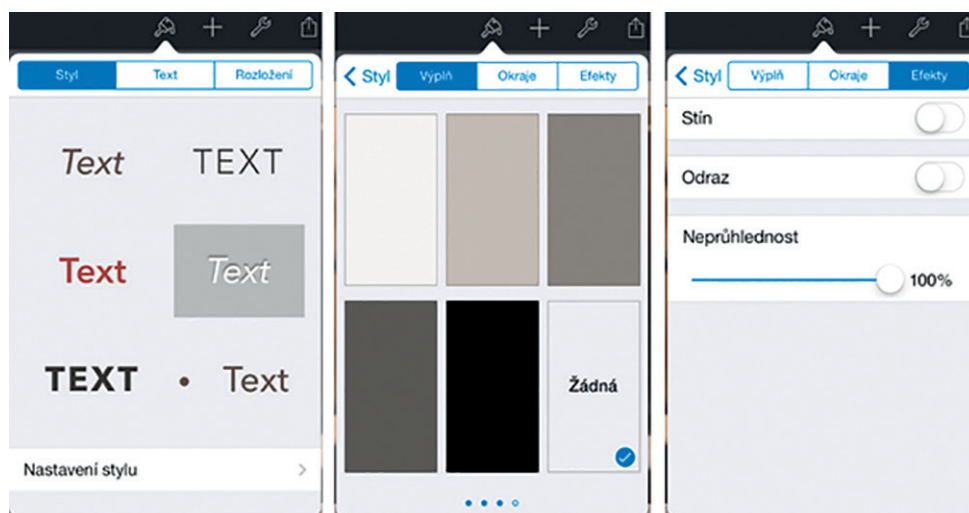 Styl Text Rozložení
Text TEXT
Text Text
TEXT • Text
Nastavení stylu
Styl Výplň Okraje Efekty
Žádná
Styl Výplň Okraje Efekty
Stín
Odraz
Neprůhlednost
100%